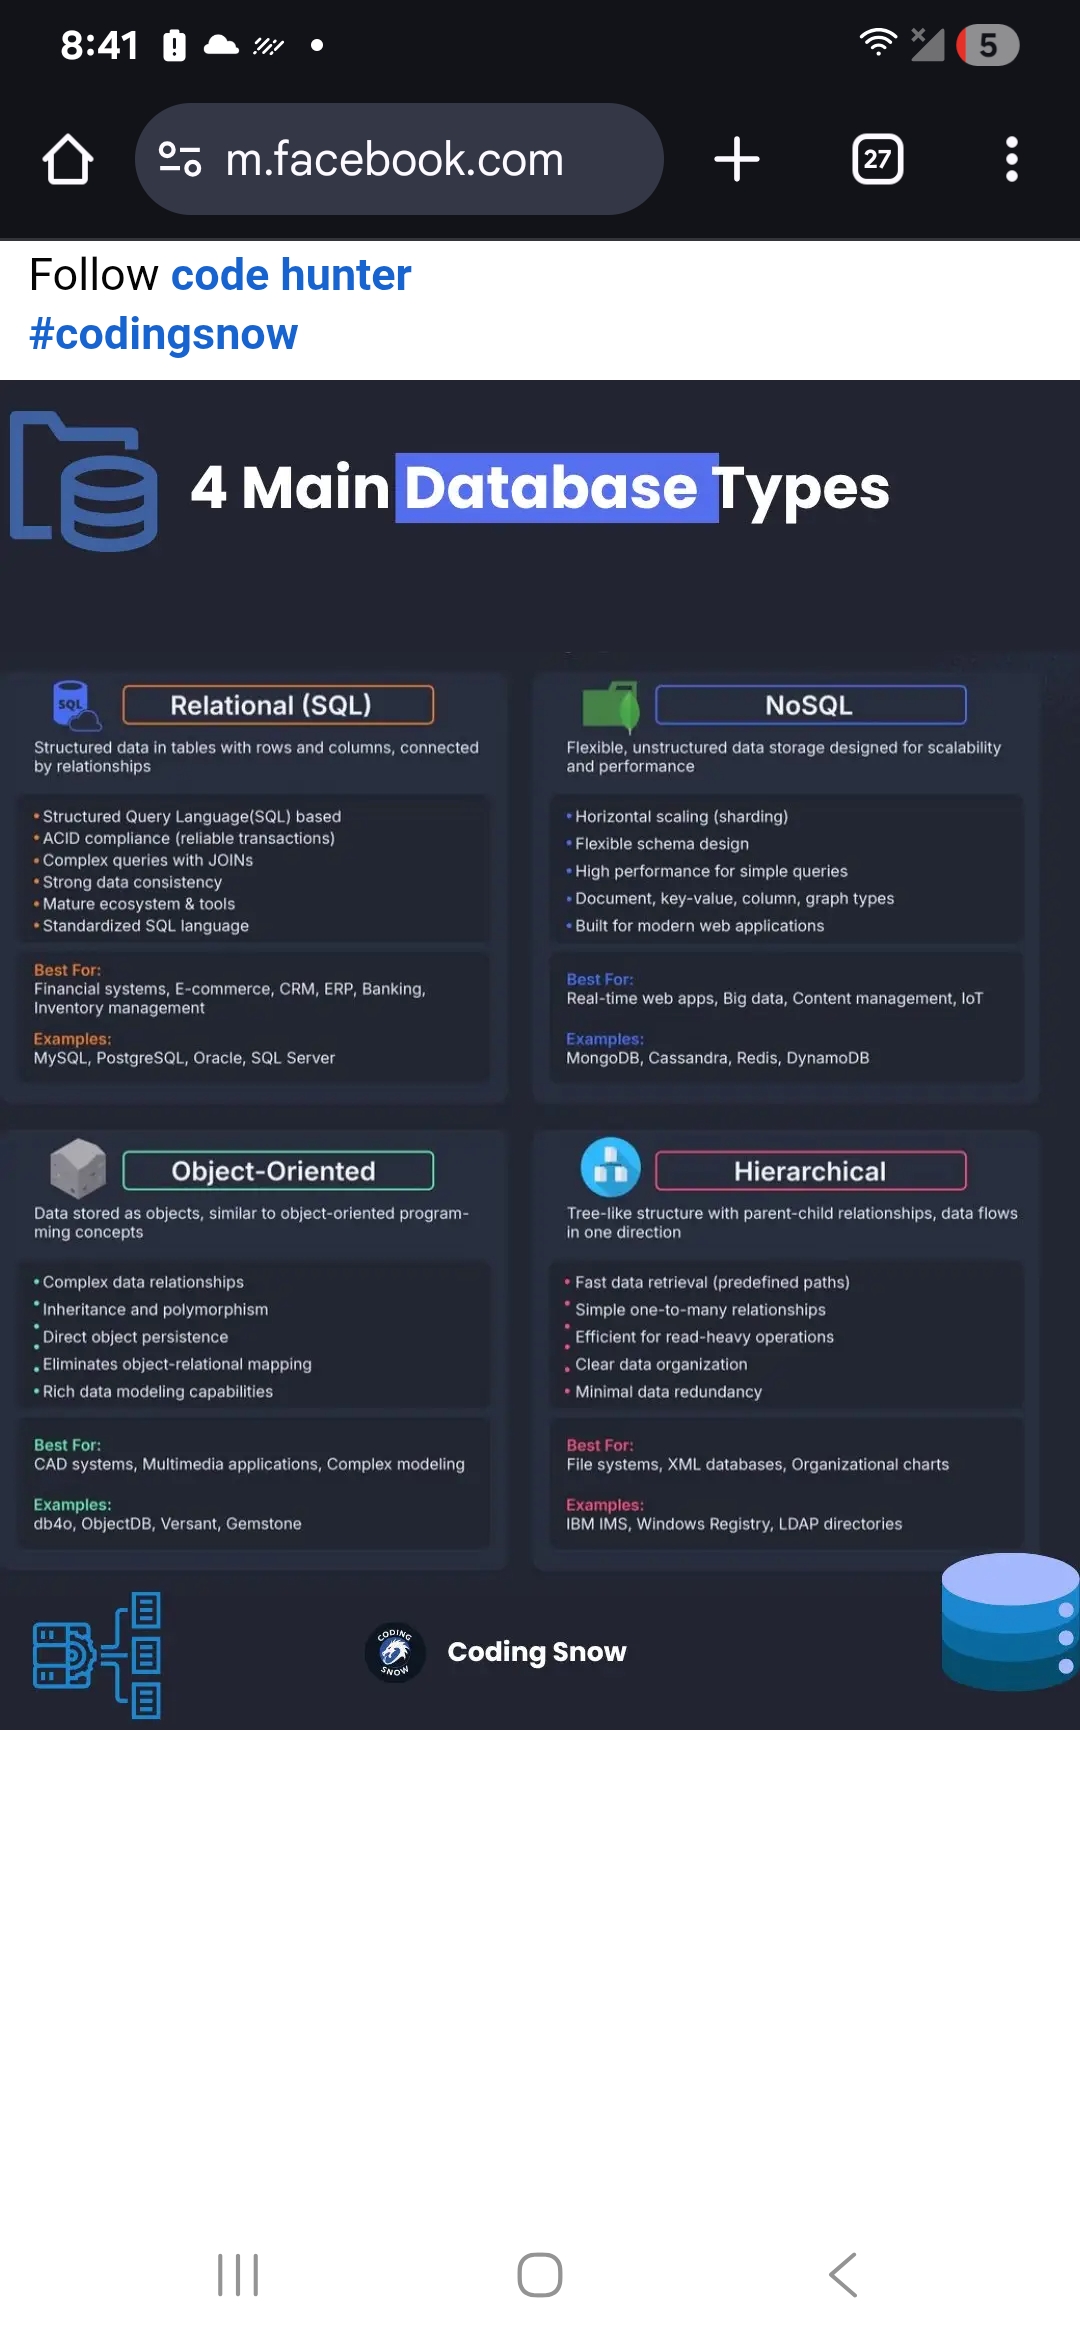 8:41
5
m.facebook.com
27
Follow code hunter
#codingsnow
4 Main Database Types
SQL
Relational (SQL)
Structured data in tables with rows and columns, connected
by relationships
• Structured Query Language(SQL) based
• ACID compliance (reliable transactions)
• Complex queries with JOINs
• Strong data consistency
• Mature ecosystem & tools
• Standardized SQL language
Best For:
Financial systems, E-commerce, CRM, ERP, Banking,
Inventory management
Examples:
MySQL, PostgreSQL, Oracle, SQL Server
NoSQL
Flexible, unstructured data storage designed for scalability
and performance
• Horizontal scaling (sharding)
• Flexible schema design
• High performance for simple queries
• Document, key-value, column, graph types
• Built for modern web applications
Best For:
Real-time web apps, Big data, Content management, IoT
Examples:
MongoDB, Cassandra, Redis, DynamoDB
Object-Oriented
Data stored as objects, similar to object-oriented program-
ming concepts
• Complex data relationships
• Inheritance and polymorphism
• Direct object persistence
• Eliminates object-relational mapping
• Rich data modeling capabilities
Best For:
CAD systems, Multimedia applications, Complex modeling
Examples:
db4o, ObjectDB, Versant, Gemstone
Hierarchical
Tree-like structure with parent-child relationships, data flows
in one direction
• Fast data retrieval (predefined paths)
• Simple one-to-many relationships
• Efficient for read-heavy operations
• Clear data organization
• Minimal data redundancy
Best For:
File systems, XML databases, Organizational charts
Examples:
IBM IMS, Windows Registry, LDAP directories
CODING
SNOW
Coding Snow